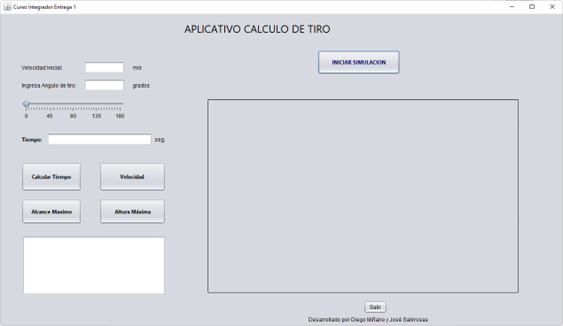 Curso Integrador Entrega 1
APLICATIVO CALCULO DE TIRO
INICIAR SIMULACION
Velocidad Inicial: m/s
Ingresa Angulo de tiro: grados
0 45 90 135 180
Tiempo: seg.
Calcular Tiempo Velocidad
Alcance Maximo Altura Máxima
Salir
Desarrollado por Diego Miñano y José Salirrosas